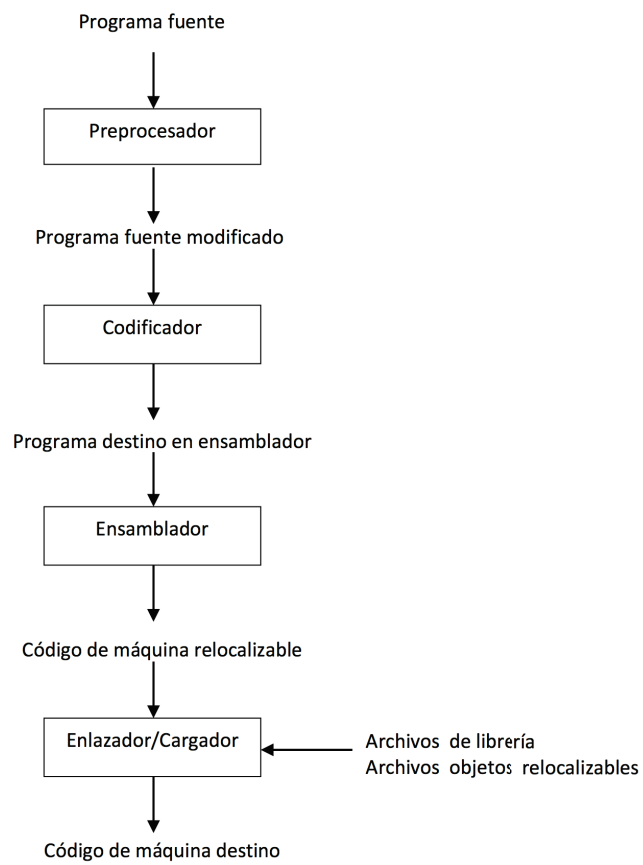 Programa fuente
Preprocesador
Programa fuente modificado
Codificador
Programa destino en ensamblador
Ensamblador
Código de máquina relocalizable
Enlazador/Cargador
Archivos de librería
Archivos objetos relocalizables
Código de máquina destino